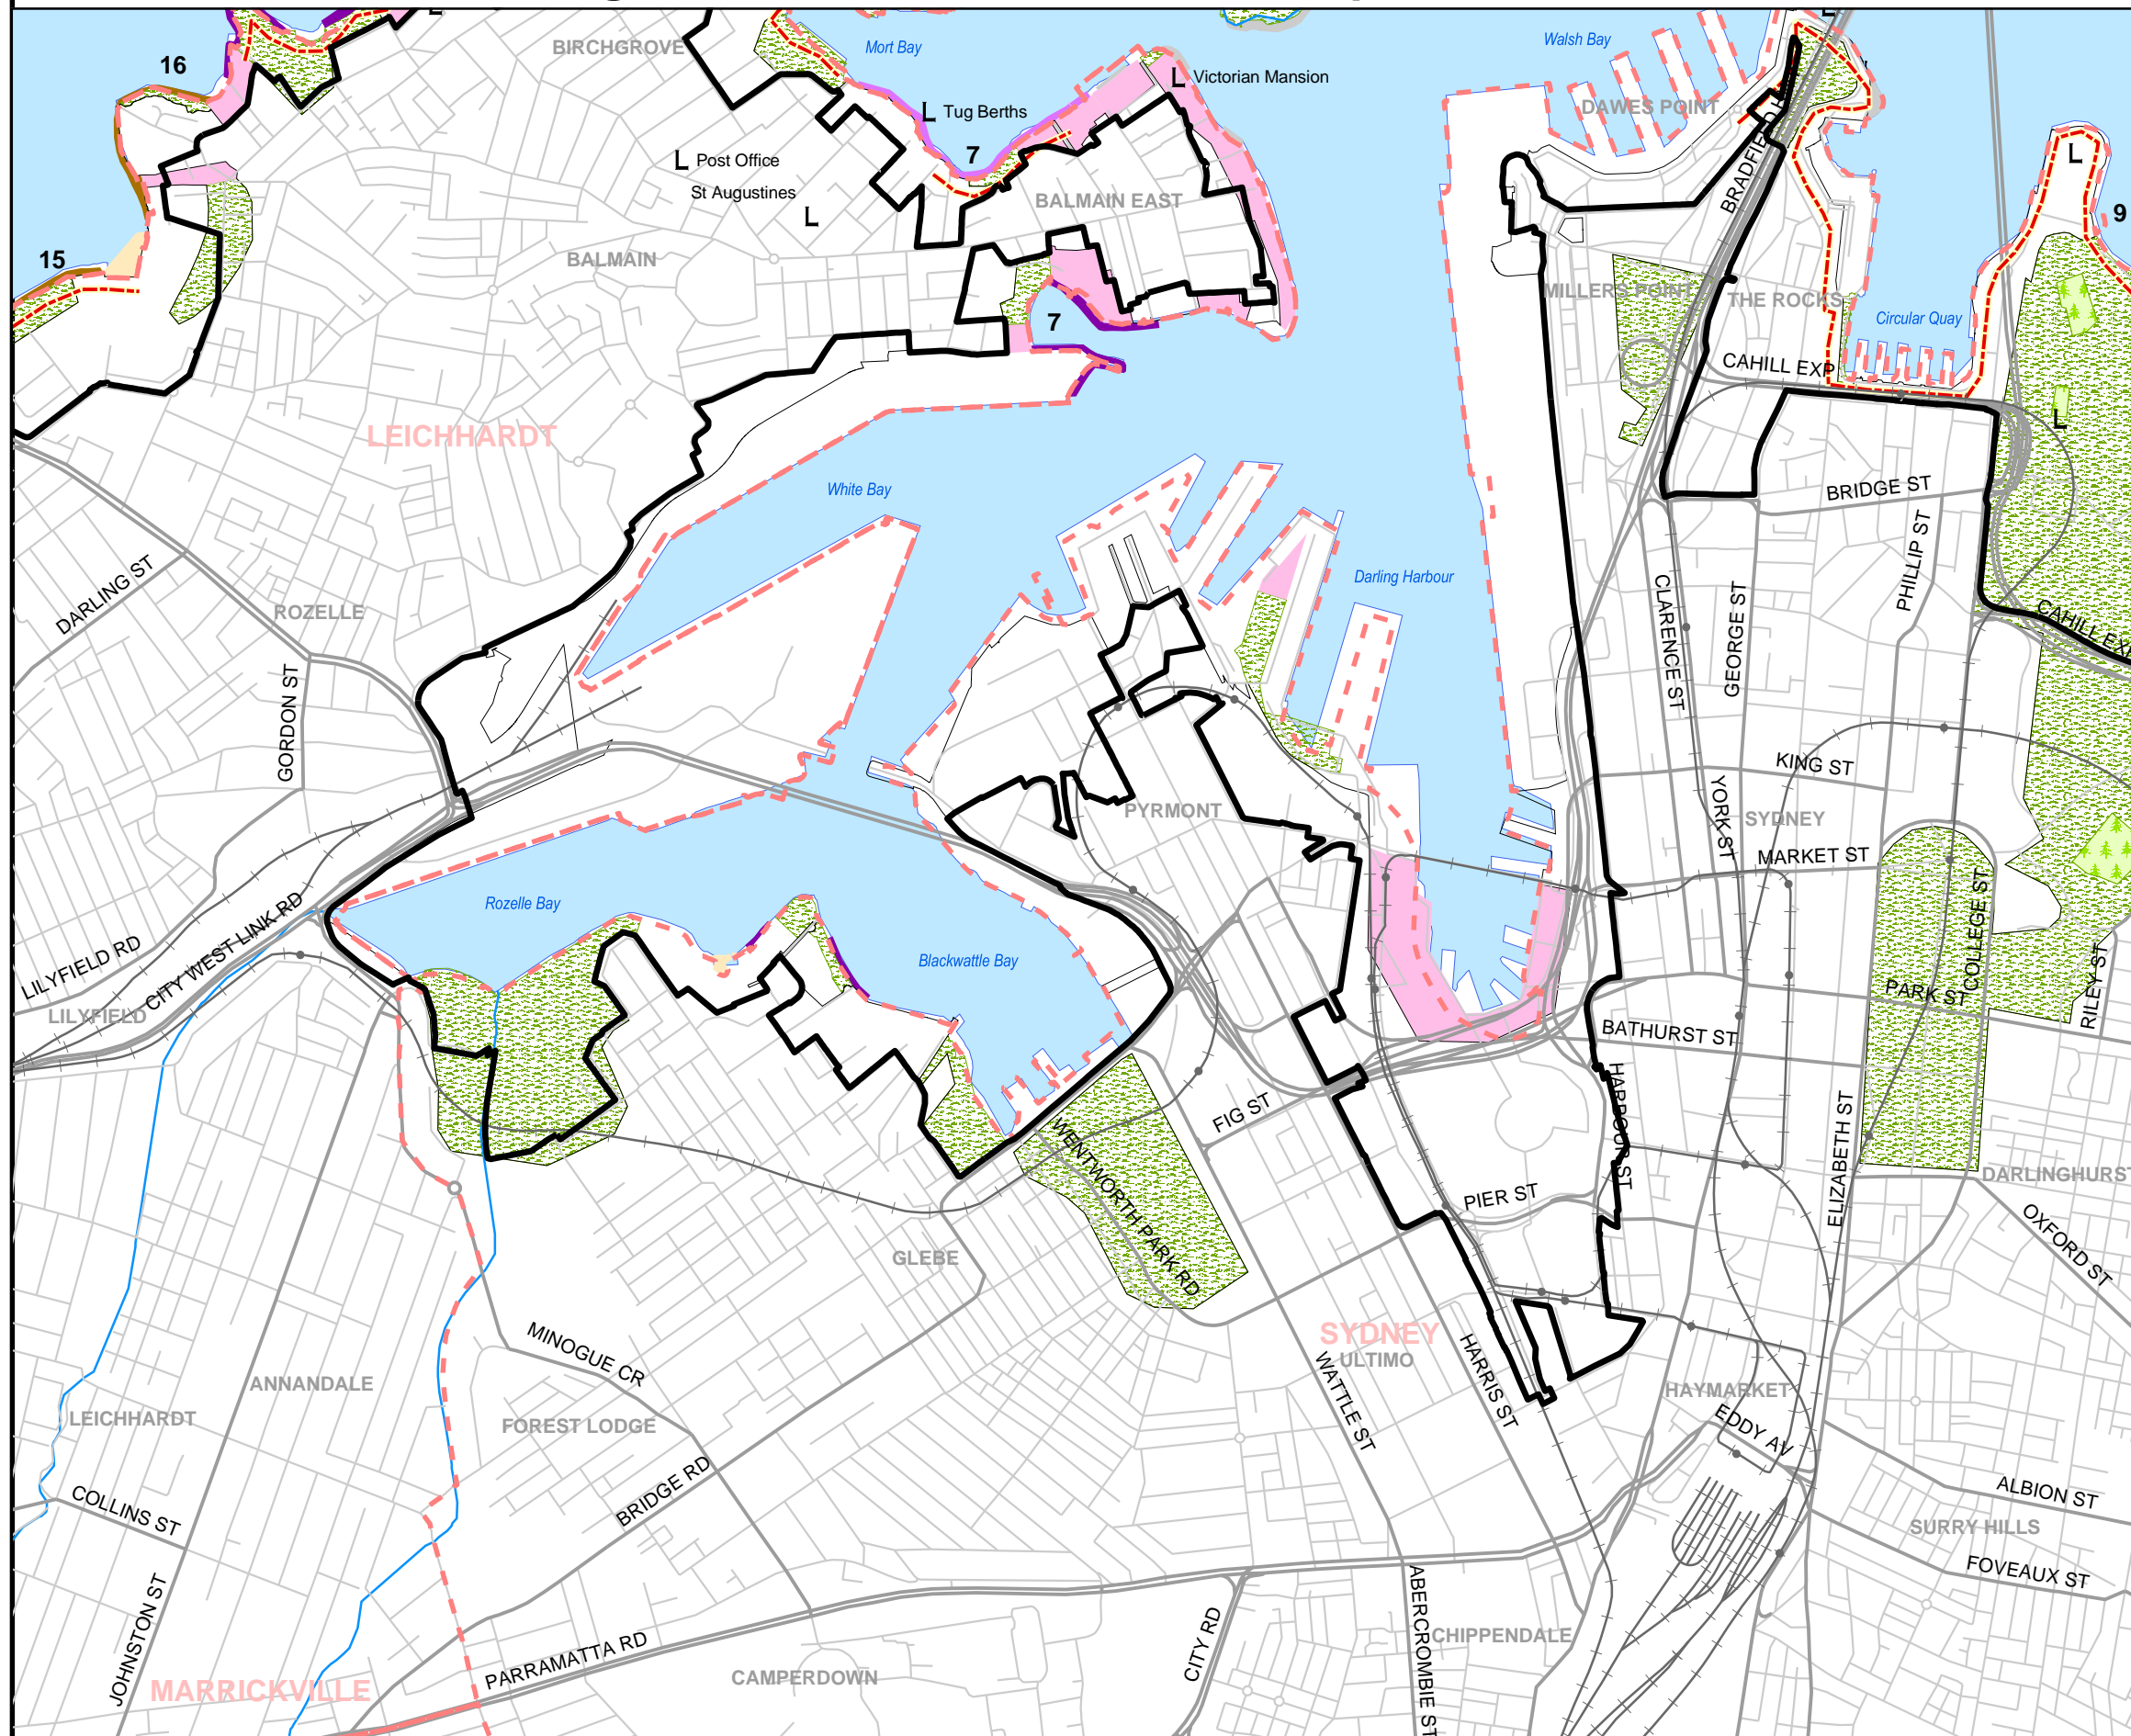 BIRCHGROVE
Mort Bay
Walsh Bay
16
L Victorian Mansion
L Tug Berths
DAWES POINT
7
L Post Office
St Augustines
L
BALMAIN EAST
L
9
15
BALMAIN
BRADFIELD H
MILLERS POINT
THE ROCKS
Circular Quay
7
CAHILL EXP
L
LEICHHARDT
White Bay
BRIDGE ST
PHILLIP ST
DARLING ST
Darling Harbour
CLARENCE ST
GEORGE ST
CAHILL EXP
ROZELLE
GORDON ST
KING ST
PYRMONT
YORK ST
SYDNEY
MARKET ST
Rozelle Bay
COLLEGE ST
LILYFIELD RD
CITY WEST LINK RD
Blackwattle Bay
PARK ST
RILEY ST
LILYFIELD
BATHURST ST
HARBOUR ST
FIG ST
WENTWORTH PARK RD
ELIZABETH ST
DARLINGHURST
PIER ST
OXFORD ST
GLEBE
SYDNEY
ULTIMO
MINOGUE CR
HARRIS ST
WATTLE ST
ANNANDALE
HAYMARKET
LEICHHARDT
FOREST LODGE
EDDY AV
BRIDGE RD
COLLINS ST
ALBION ST
SURRY HILLS
FOVEAUX ST
JOHNSTON ST
ABERCROMBIE ST
CITY RD
CHIPPENDALE
PARRAMATTA RD
CAMPERDOWN
MARRICKVILLE